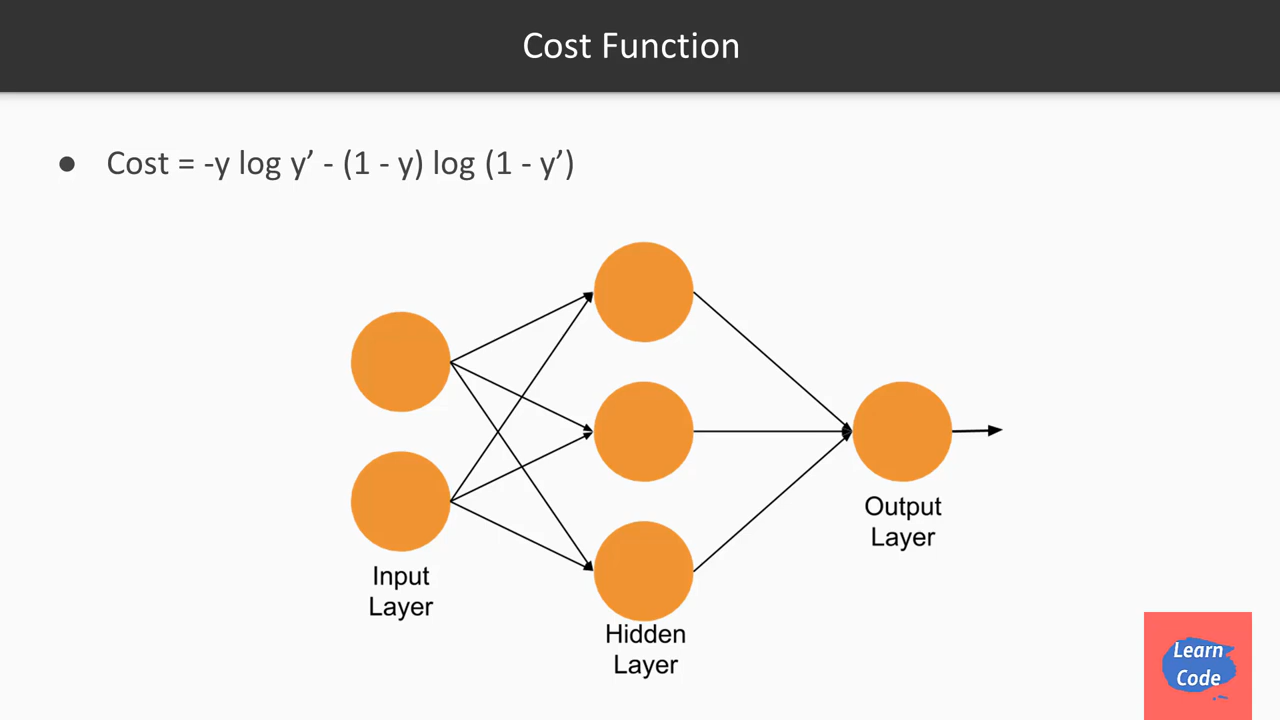 Cost Function
● Cost = -y log y’ - (1 - y) log (1 - y’)
Input
Layer
Hidden
Layer
Output
Layer
Learn
Code